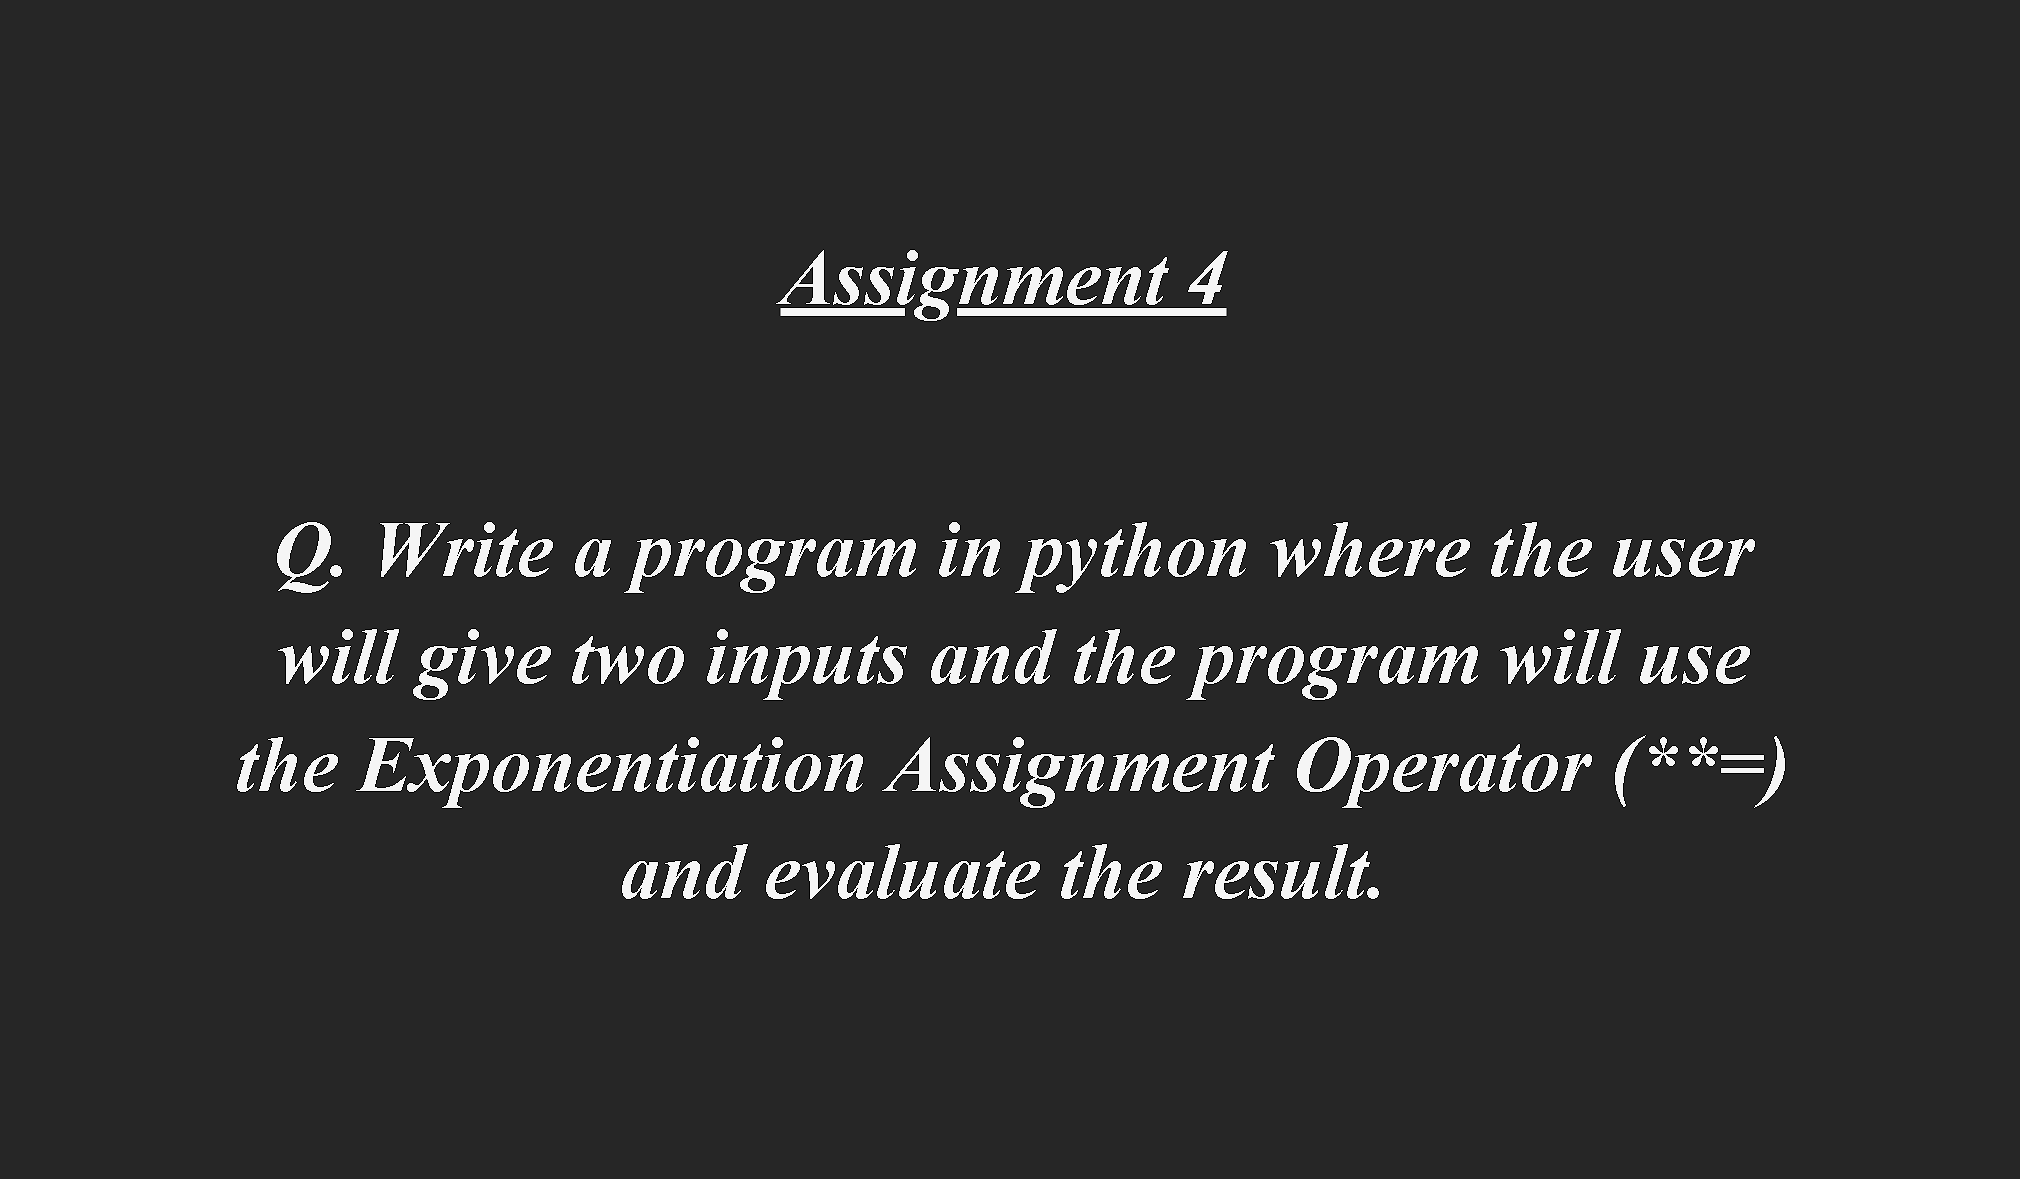 Assignment 4
Q. Write a program in python where the user
will give two inputs and the program will use
the Exponentiation Assignment Operator (**=)
and evaluate the result.